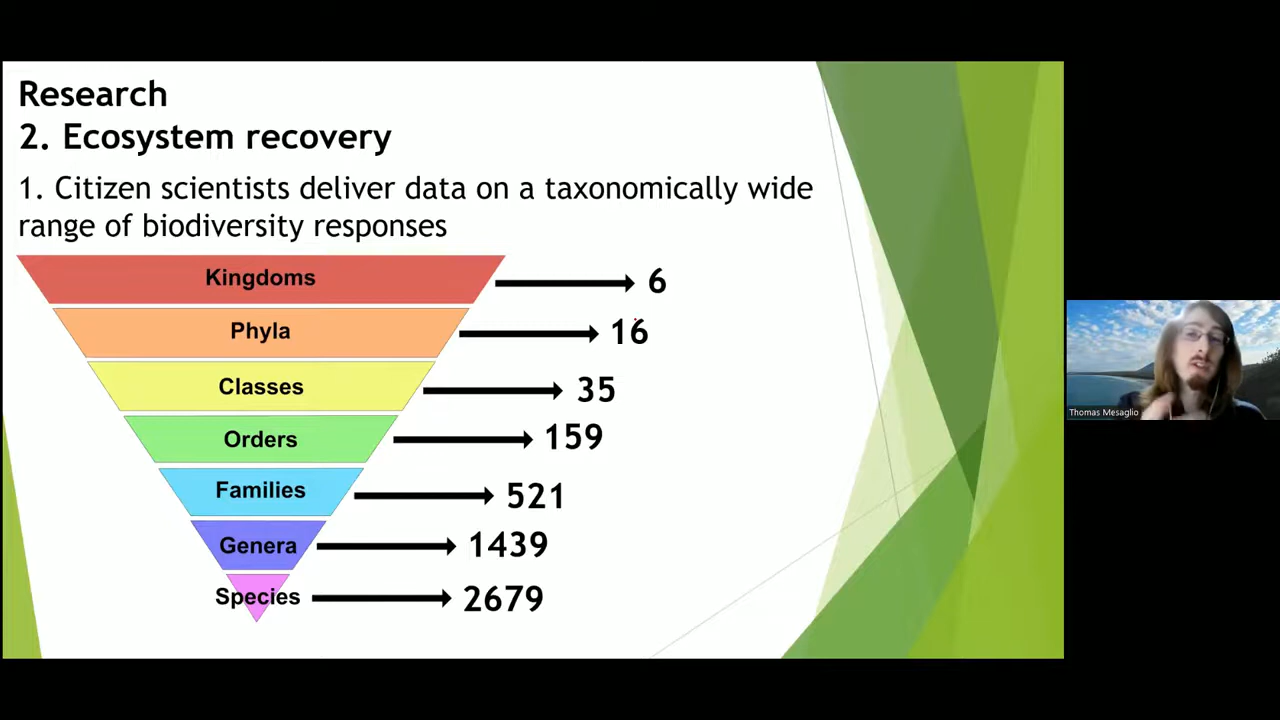 Research
2. Ecosystem recovery
1. Citizen scientists deliver data on a taxonomically wide
range of biodiversity responses
Kingdoms 6
Phyla 16
Classes 35
Orders 159
Families 521
Genera 1439
Species 2679
Thomas Mesaglio